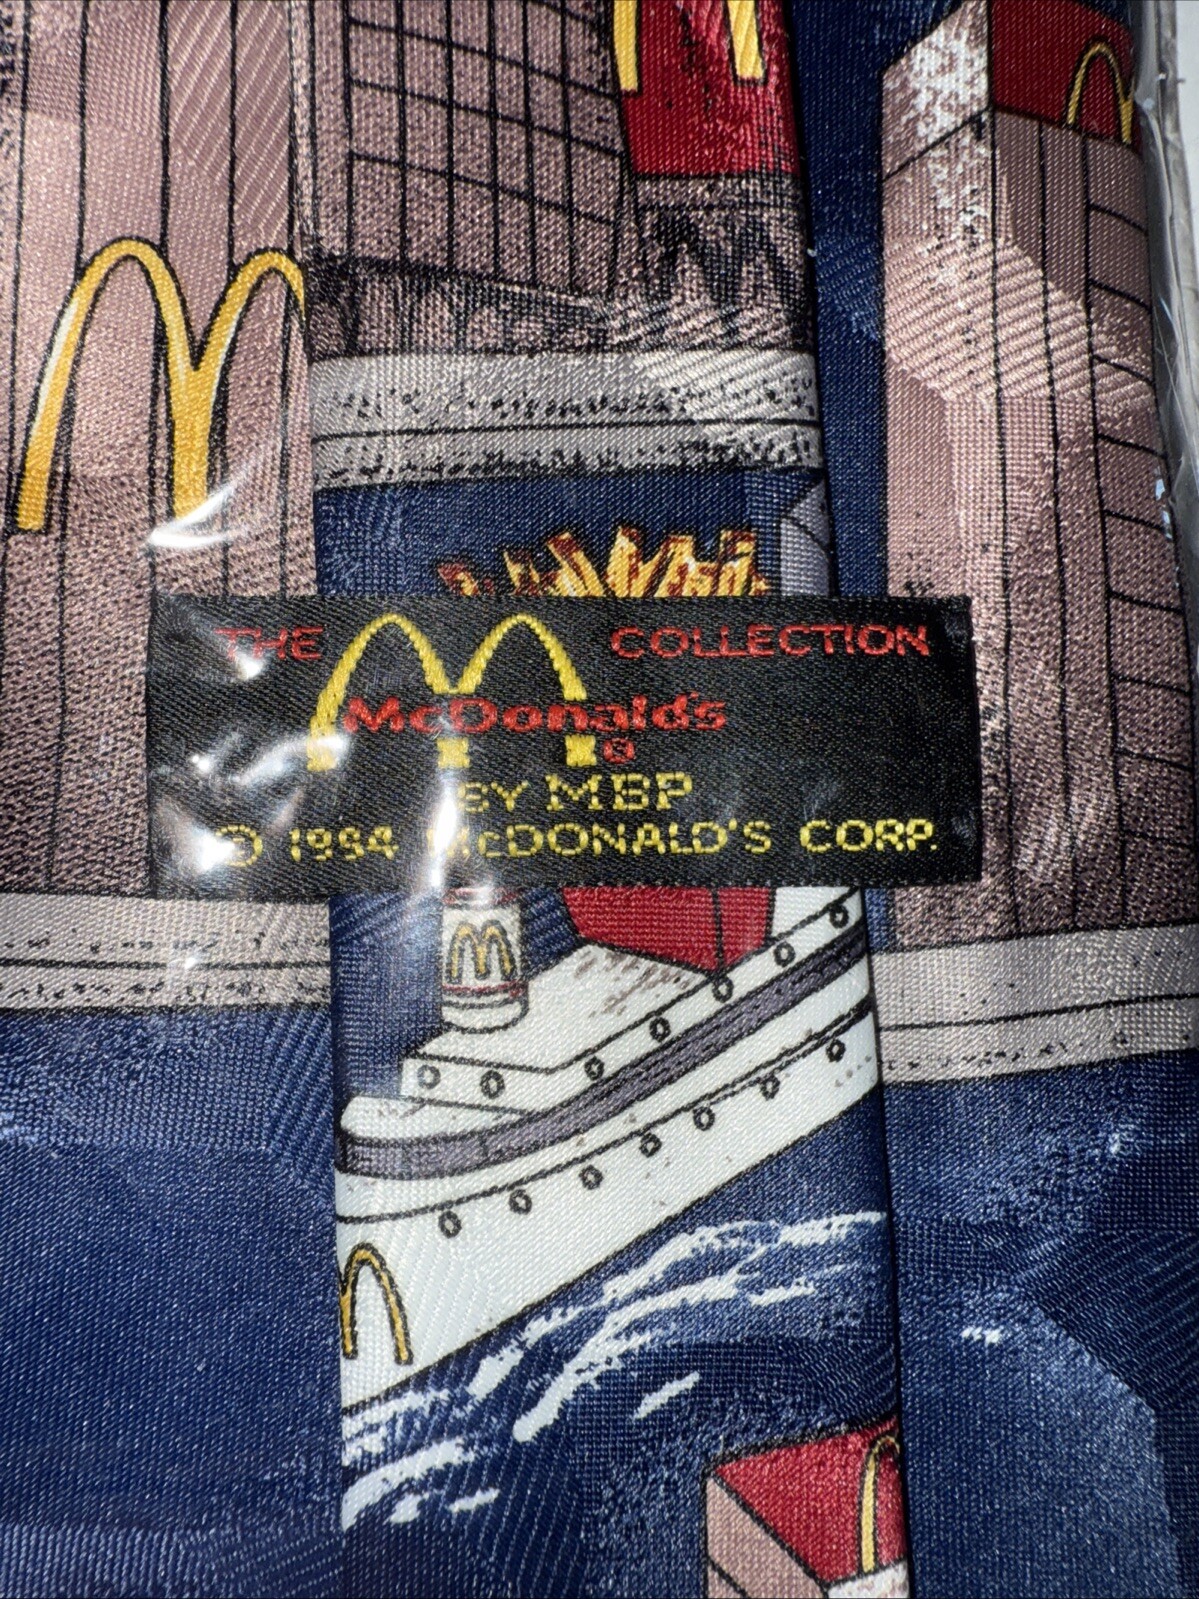 THE M COLLECTION
McDonald's
®
BY MBP
© 1994 McDONALD'S CORP.